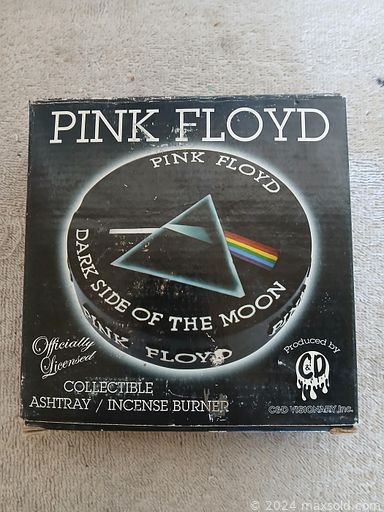 PINK FLOYD
PINK FLOYD
DARK SIDE OF THE MOON
PINK FLOYD
Officially
Licensed
COLLECTIBLE
ASHTRAY / INCENSE BURNER
Produced by
C&D
C&D VISIONARY, Inc.
© 2024 maxsold.com